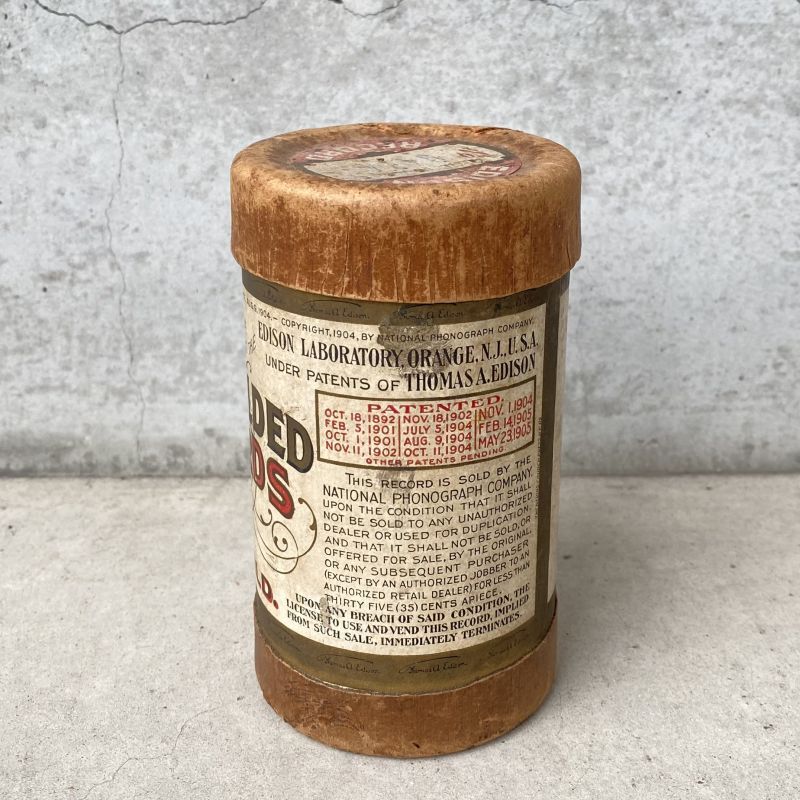 1904.— COPYRIGHT, 1904, BY NATIONAL PHONOGRAPH COMPANY.
EDISON LABORATORY, ORANGE, N.J., U.S.A.
UNDER PATENTS OF THOMAS A. EDISON
PATENTED.
OCT. 18, 1892 NOV. 18, 1902 NOV. 1, 1904
FEB. 5, 1901 JULY 5, 1904 FEB. 14, 1905
OCT. 1, 1901 AUG. 9, 1904 MAY 23, 1905
NOV. 11, 1902 OCT. 11, 1904
OTHER PATENTS PENDING.
LDED
DS
D.
THIS RECORD IS SOLD BY THE
NATIONAL PHONOGRAPH COMPANY
UPON THE CONDITION THAT IT SHALL
NOT BE SOLD TO ANY UNAUTHORIZED
DEALER OR USED FOR DUPLICATION,
AND THAT IT SHALL NOT BE SOLD, OR
OFFERED FOR SALE, BY THE ORIGINAL,
OR ANY SUBSEQUENT PURCHASER
(EXCEPT BY AN AUTHORIZED JOBBER TO AN
AUTHORIZED RETAIL DEALER) FOR LESS THAN
THIRTY FIVE (35) CENTS APIECE.
UPON ANY BREACH OF SAID CONDITION, THE
LICENSE TO USE AND VEND THIS RECORD, IMPLIED
FROM SUCH SALE, IMMEDIATELY TERMINATES.
Thomas A. Edison.